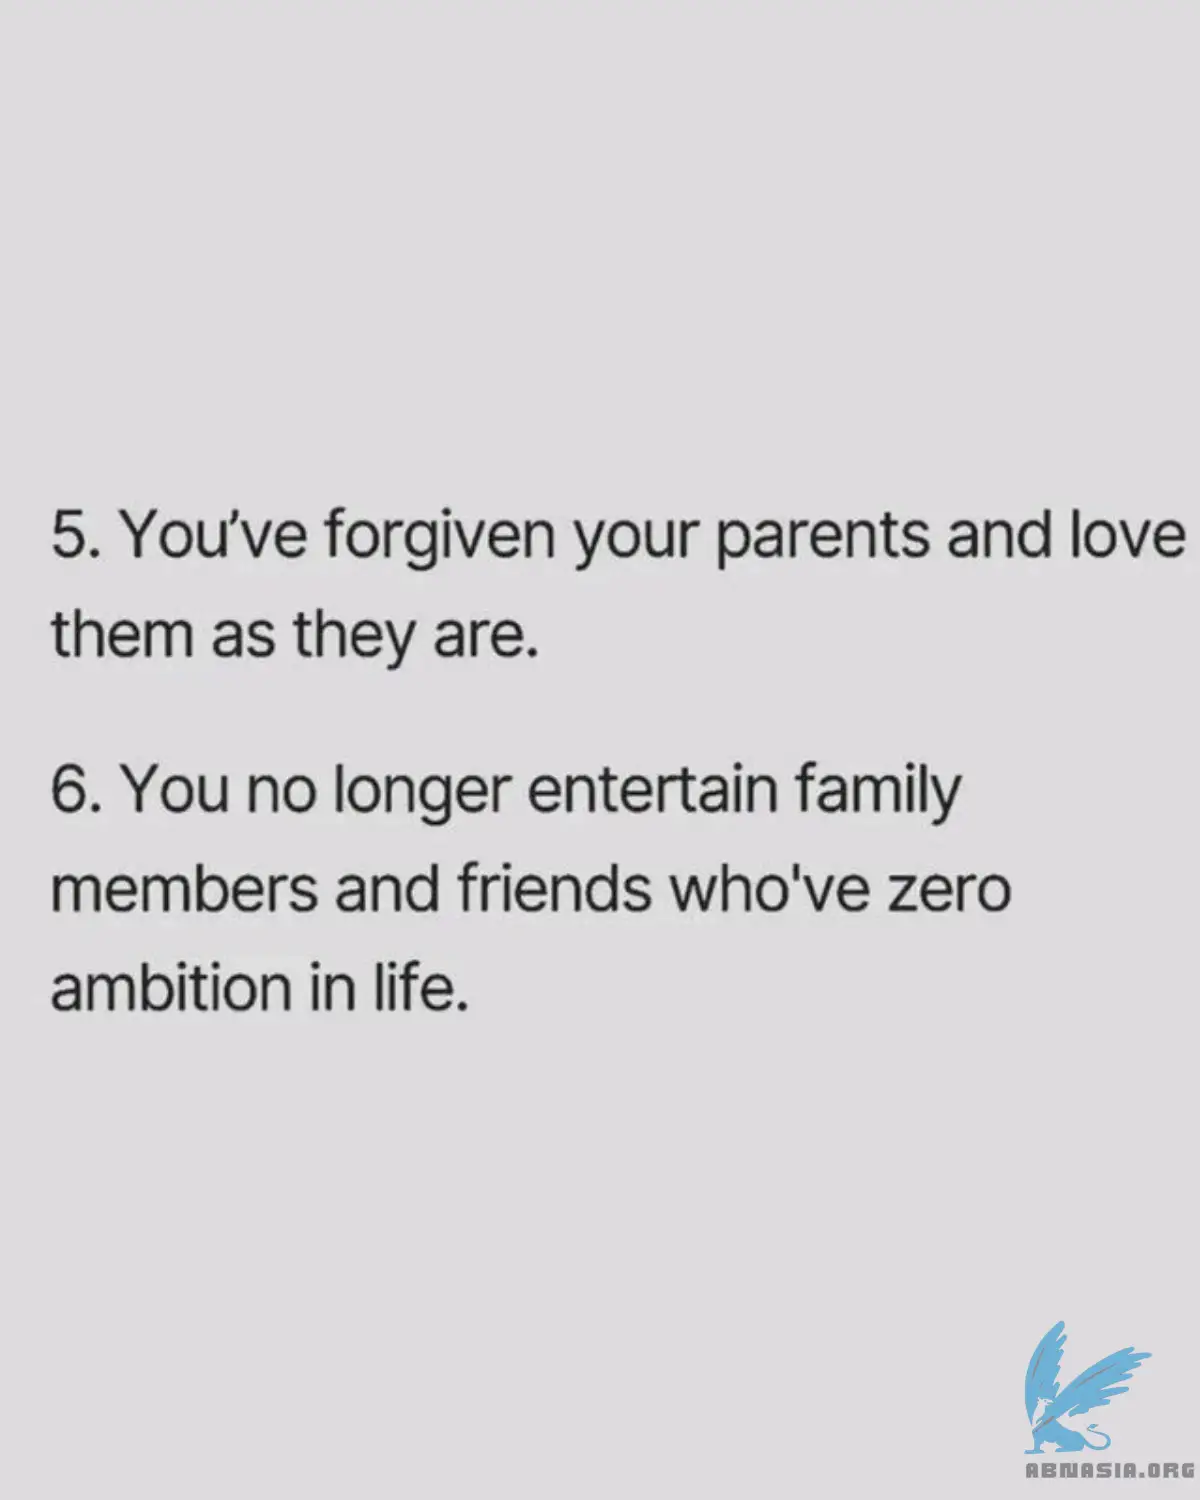 5. You’ve forgiven your parents and love
them as they are.
6. You no longer entertain family
members and friends who've zero
ambition in life.
ABNASIA.ORG